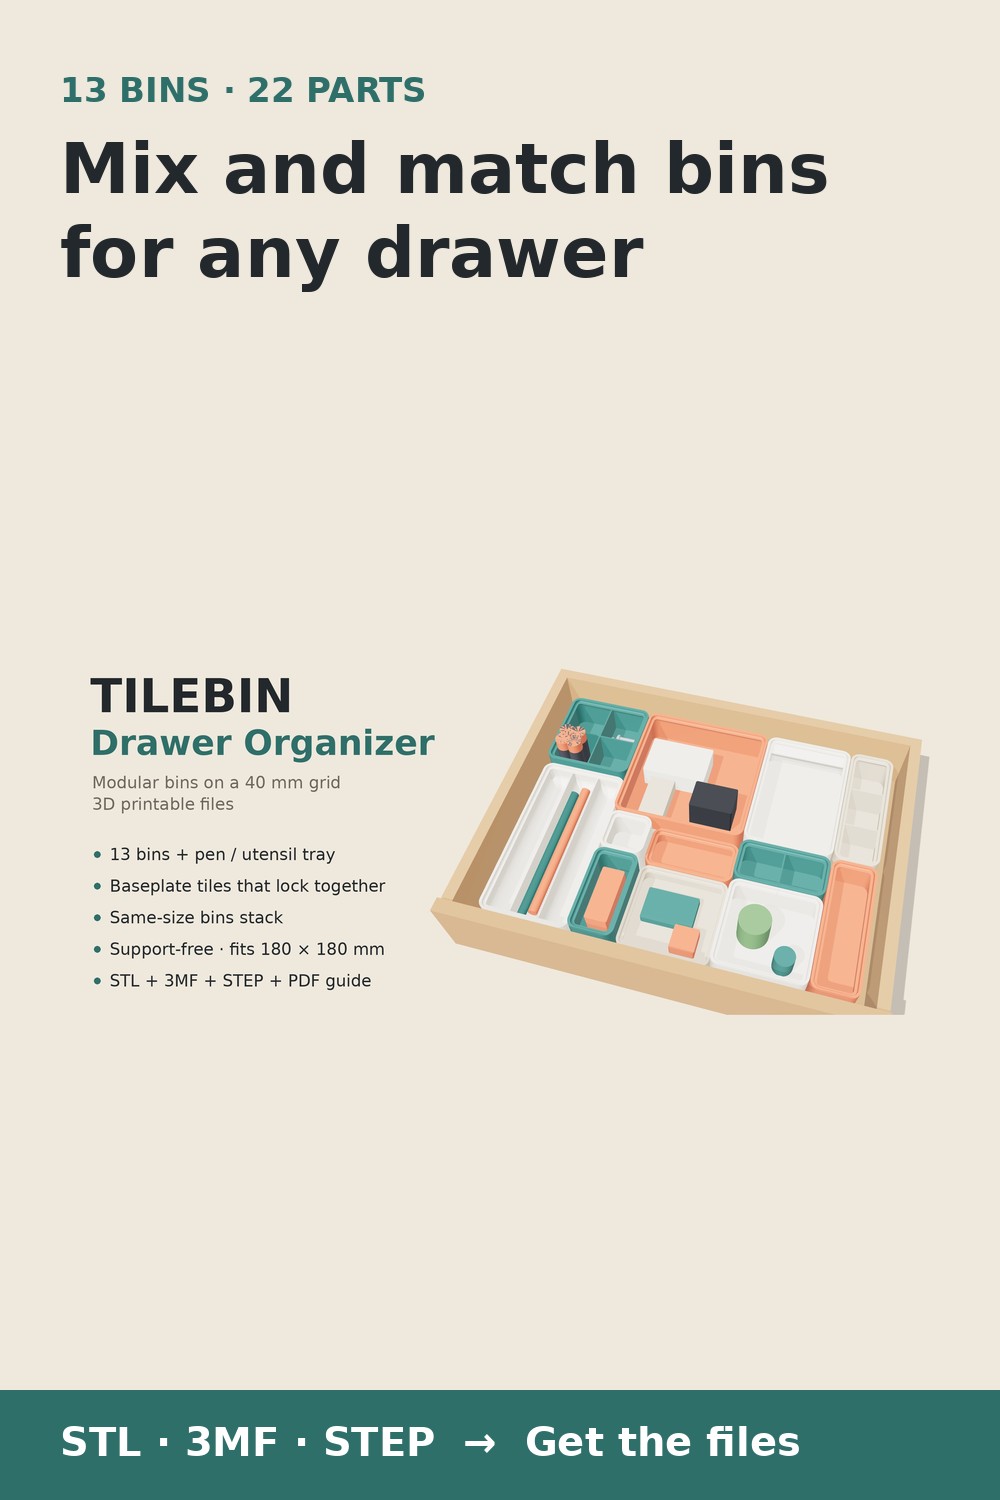 13 BINS · 22 PARTS
Mix and match bins
for any drawer
TILEBIN
Drawer Organizer
Modular bins on a 40 mm grid
3D printable files
• 13 bins + pen / utensil tray
• Baseplate tiles that lock together
• Same-size bins stack
• Support-free · fits 180 × 180 mm
• STL + 3MF + STEP + PDF guide
STL · 3MF · STEP → Get the files